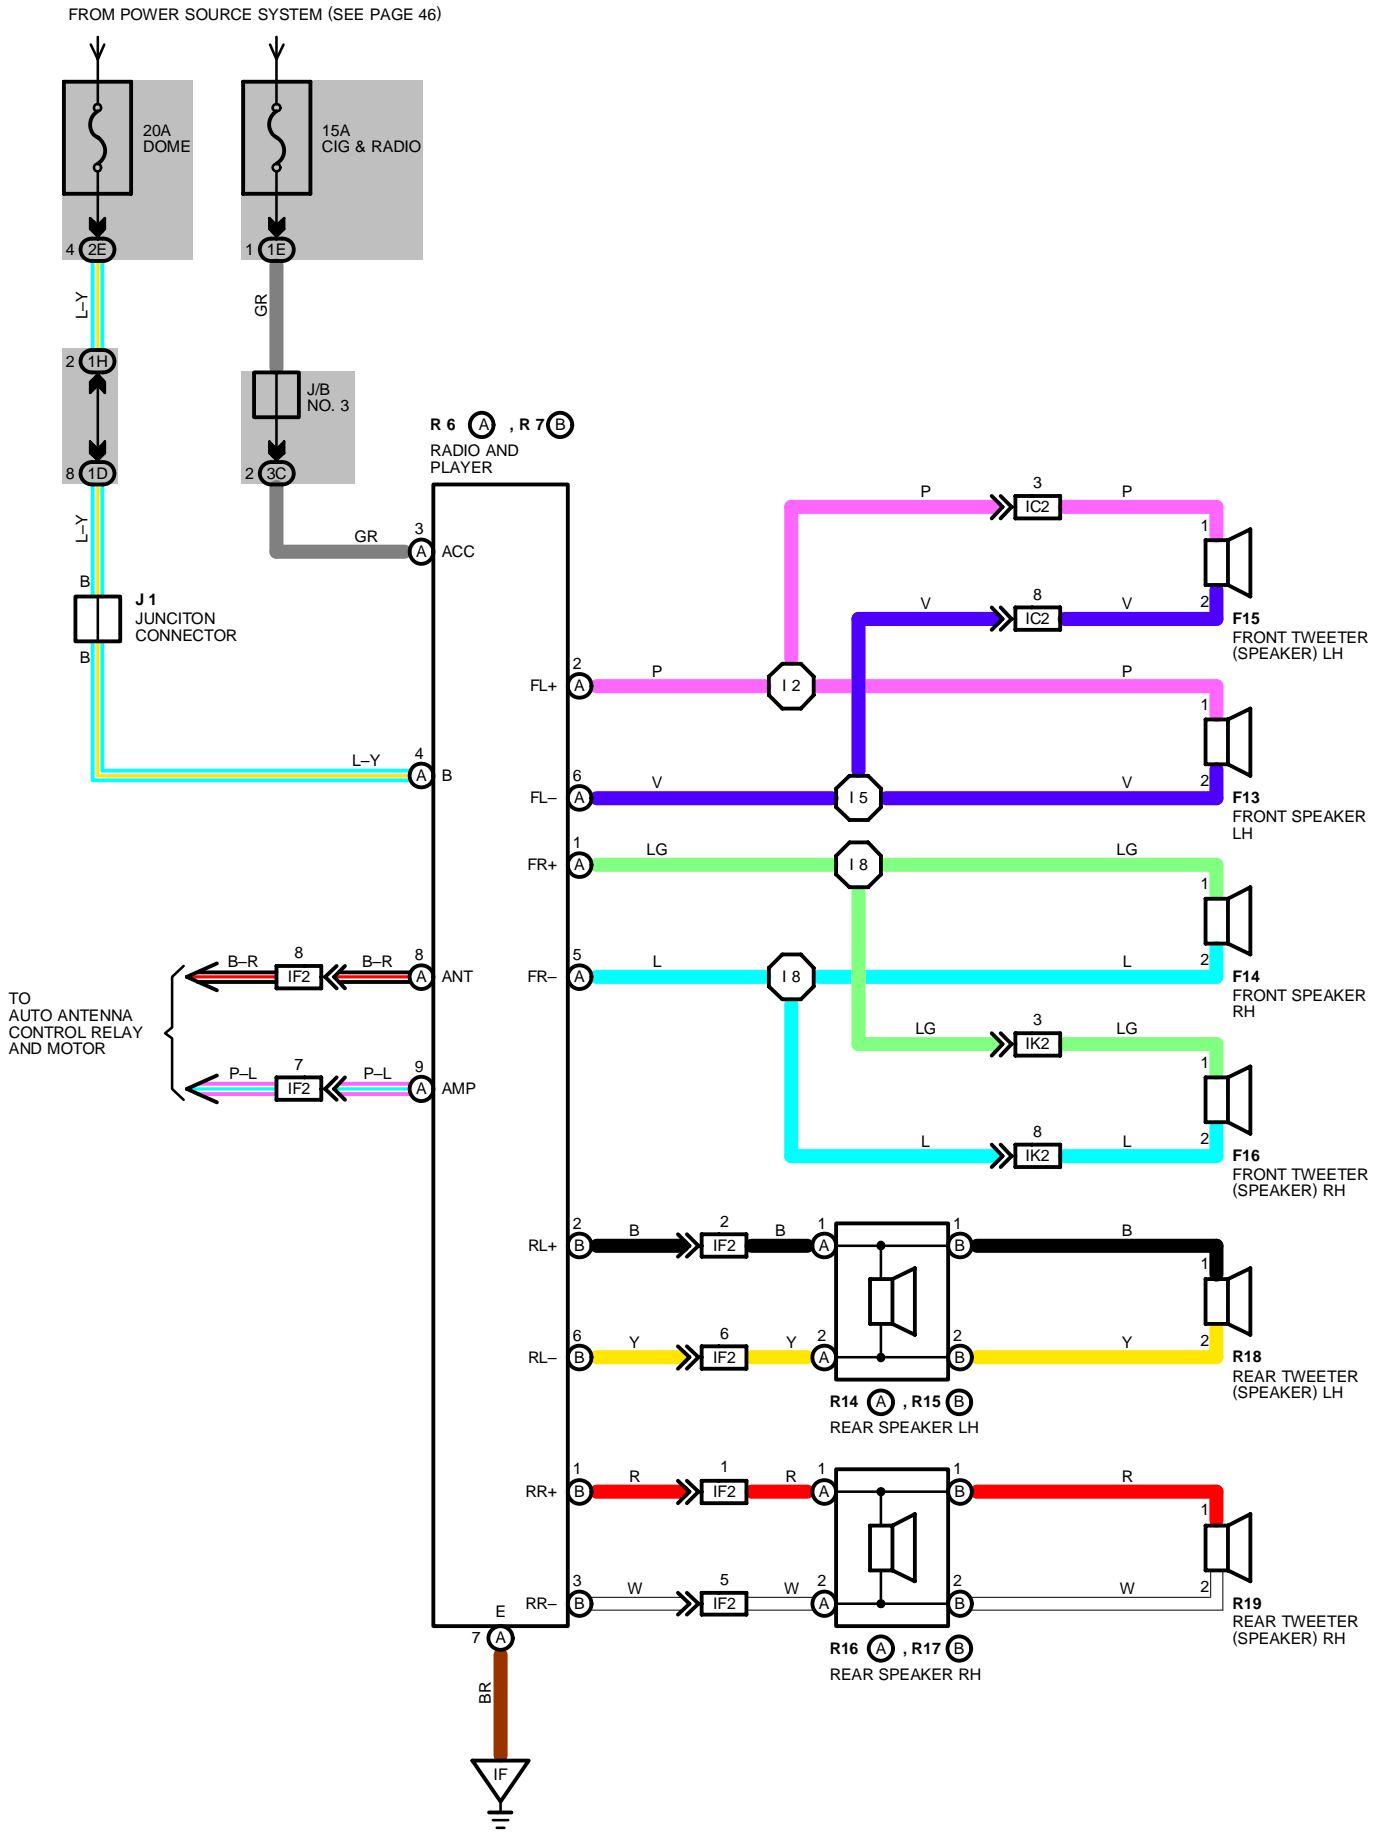 FROM POWER SOURCE SYSTEM (SEE PAGE 46)
20A
DOME
15A
CIG & RADIO
4 2E
1 1E
L–Y
GR
2 1H
J/B
NO. 3
8 1D
2 3C
L–Y
GR
B
J 1
JUNCITON
CONNECTOR
B
L–Y
R 6 A , R 7 B
RADIO AND
PLAYER
3
A ACC
4
A B
8
A ANT
9
A AMP
B–R
8
IF2
B–R
P–L
7
IF2
P–L
TO
AUTO ANTENNA
CONTROL RELAY
AND MOTOR
P
3
IC2
P
1
V
8
IC2
V
2
F15
FRONT TWEETER
(SPEAKER) LH
2
FL+ A
P
I 2
P
1
6
FL– A
V
I 5
V
2
F13
FRONT SPEAKER
LH
1
FR+ A
LG
I 8
LG
1
5
FR– A
L
I 8
L
2
F14
FRONT SPEAKER
RH
LG
3
IK2
LG
1
L
8
IK2
L
2
F16
FRONT TWEETER
(SPEAKER) RH
2
RL+ B
B
2
IF2
B
1
A
1
B
B
1
6
RL– B
Y
6
IF2
Y
2
A
2
B
Y
2
R18
REAR TWEETER
(SPEAKER) LH
R14 A , R15 B
REAR SPEAKER LH
1
RR+ B
R
1
IF2
R
1
A
1
B
R
1
3
RR– B
W
5
IF2
W
2
A
2
B
W
2
R19
REAR TWEETER
(SPEAKER) RH
R16 A , R17 B
REAR SPEAKER RH
E
7 A
BR
IF